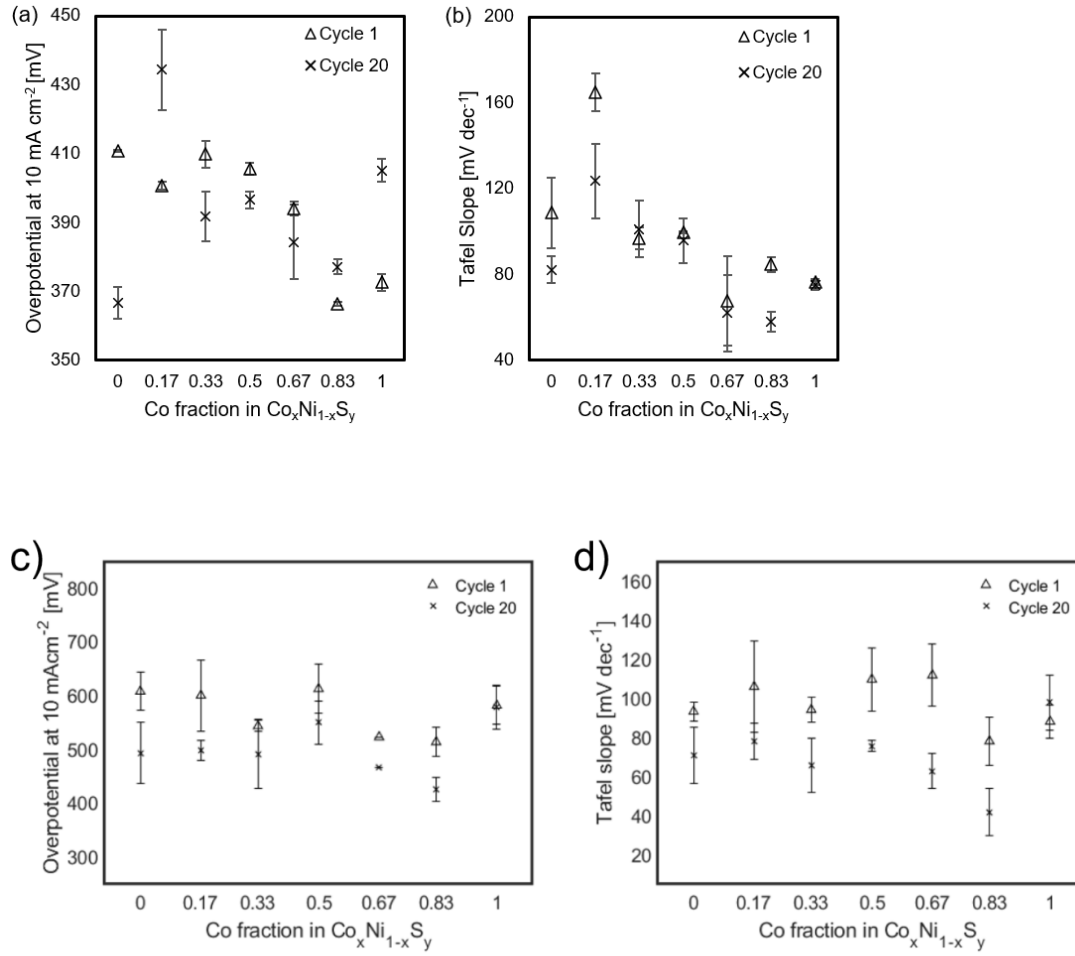 (a)
450
430
410
390
370
350
Overpotential at 10 mA cm-2 [mV]
Cycle 1
Cycle 20
0 0.17 0.33 0.5 0.67 0.83 1
Co fraction in CoxNi1-xSy
(b)
200
160
120
80
40
Tafel Slope [mV dec-1]
Cycle 1
Cycle 20
0 0.17 0.33 0.5 0.67 0.83 1
Co fraction in CoxNi1-xSy
c)
800
700
600
500
400
300
Overpotential at 10 mAcm-2 [mV]
Cycle 1
Cycle 20
0 0.17 0.33 0.5 0.67 0.83 1
Co fraction in CoxNi1-xSy
d)
160
140
120
100
80
60
40
20
Tafel slope [mV dec-1]
Cycle 1
Cycle 20
0 0.17 0.33 0.5 0.67 0.83 1
Co fraction in CoxNi1-xSy